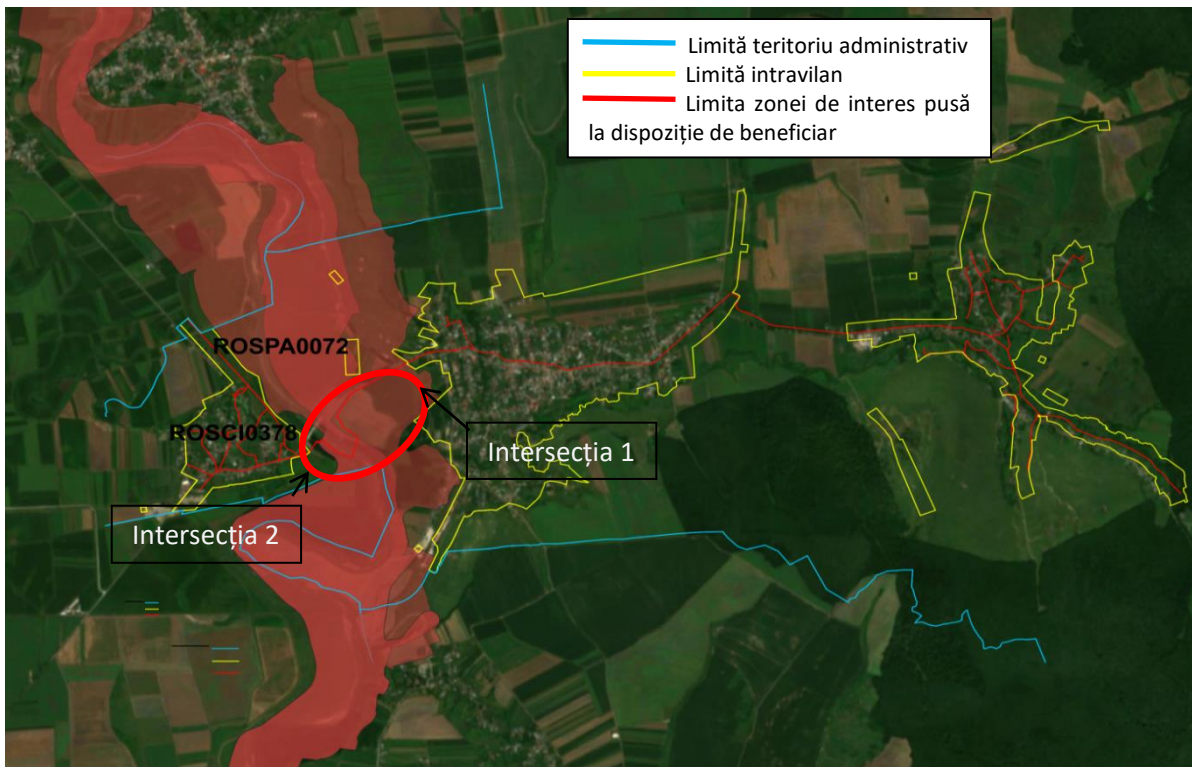 Limită teritoriu administrativ
Limită intravilan
Limita zonei de interes pusă
la dispoziție de beneficiar
ROSPA0072
ROSCI0378
Intersecția 1
Intersecția 2